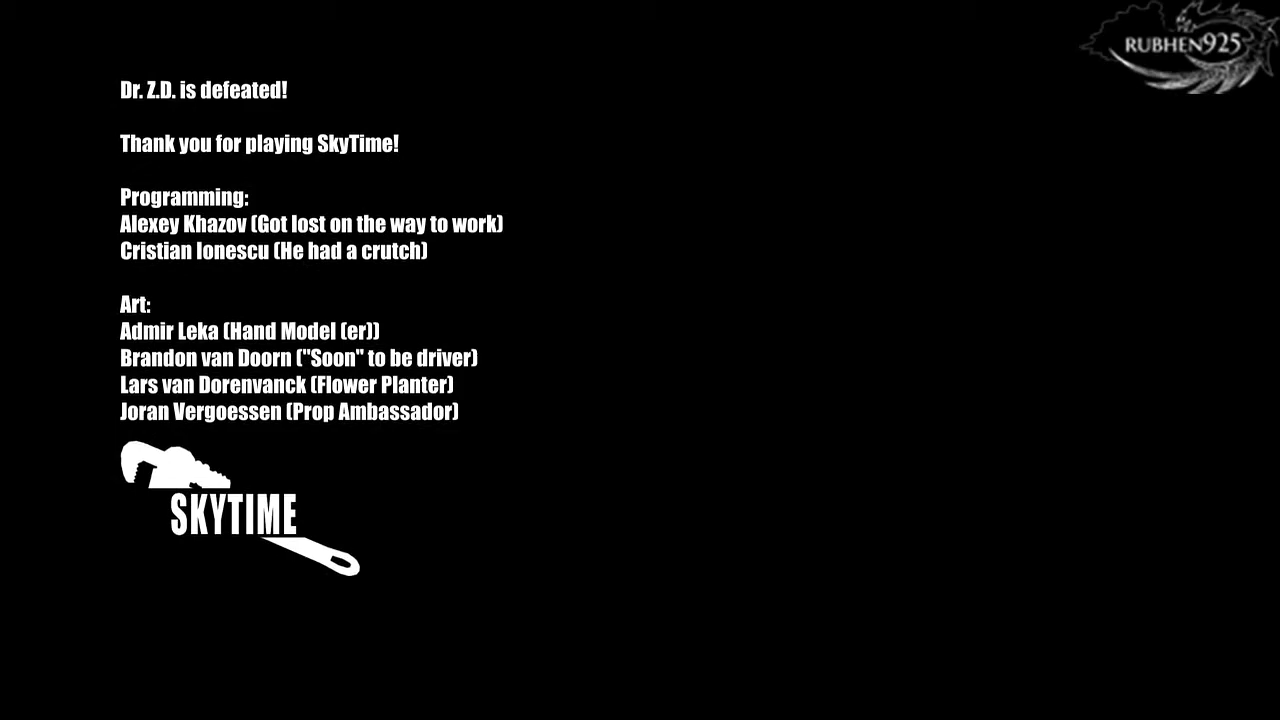 RUBHEN925
Dr. Z.D. is defeated!
Thank you for playing SkyTime!
Programming:
Alexey Khazov (Got lost on the way to work)
Cristian Ionescu (He had a crutch)
Art:
Admir Leka (Hand Model (er))
Brandon van Doorn ("Soon" to be driver)
Lars van Dorenvanck (Flower Planter)
Joran Vergoessen (Prop Ambassador)
SKYTIME